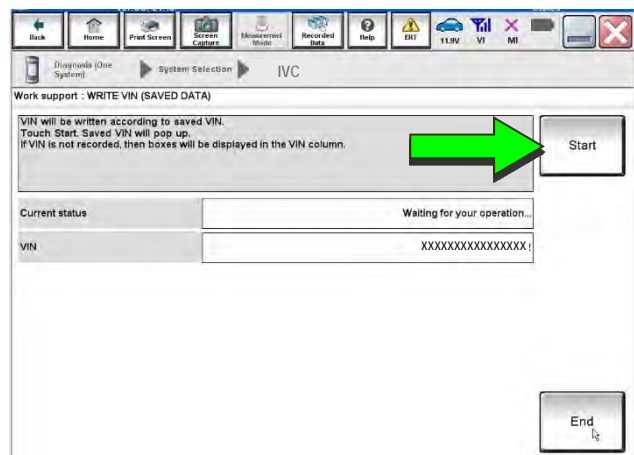 Back
Home
Print Screen
Screen Capture
Measurement Mode
Recorded Data
Help
ERT
11.9V
VI
MI
Diagnosis (One System)
System Selection
IVC
Work support : WRITE VIN (SAVED DATA)
VIN will be written according to saved VIN.
Touch Start. Saved VIN will pop up.
If VIN is not recorded, then boxes will be displayed in the VIN column.
Start
Current status
Waiting for your operation...
VIN
XXXXXXXXXXXXXXXX
End